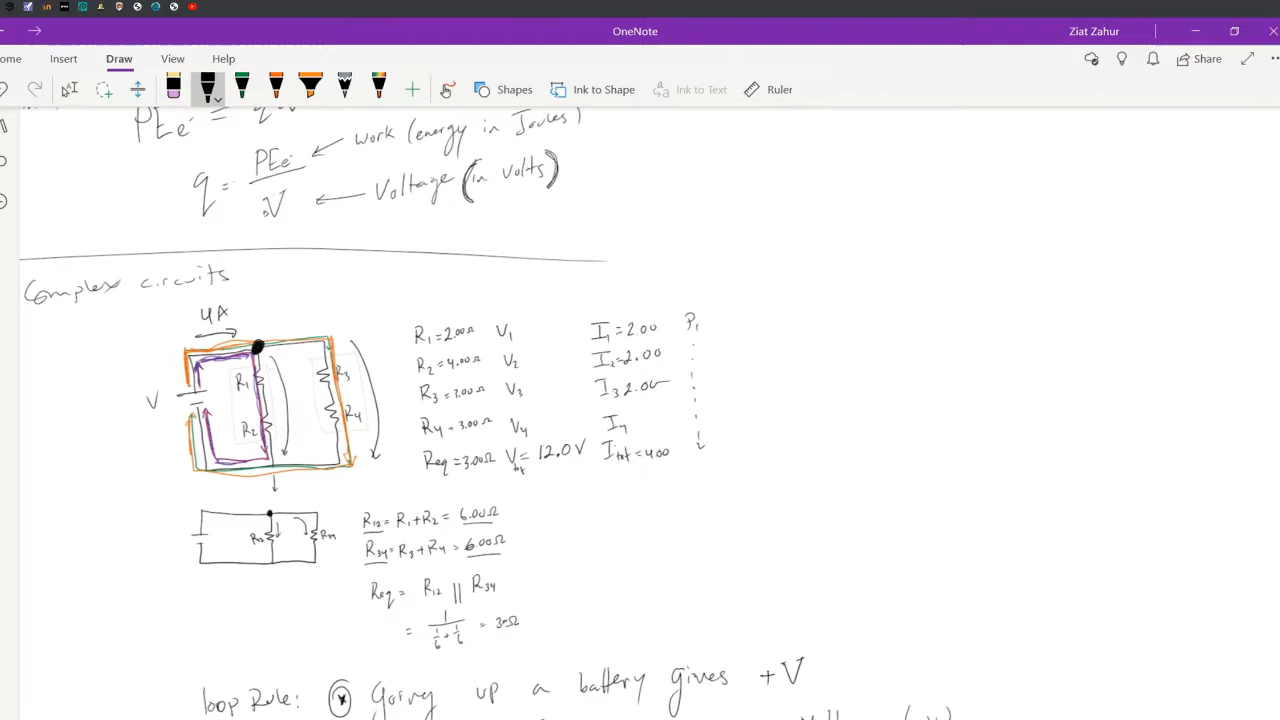 OneNote
Ziat Zahur
ome Insert Draw View Help
Share
Shapes Ink to Shape Ink to Text Ruler
PEe =
q = PEe ← work (energy in Joules)
V ← Voltage (in volts)
Complex circuits
4A
V R1 R2 R3 R4
R1=2.00Ω V1 I1=2.00 P1
R2=4.00Ω V2 I2=2.00
R3=3.00Ω V3 I3 2.00
R4=3.00Ω V4 I4
Req=3.00Ω Vtot=12.0V Itot=4.00
R12 R34
R12=R1+R2=6.00Ω
R34=R3+R4=6.00Ω
Req= R12 || R34
= 1/(1/6+1/6) = 3Ω
loop Rule: Going up a battery gives +V